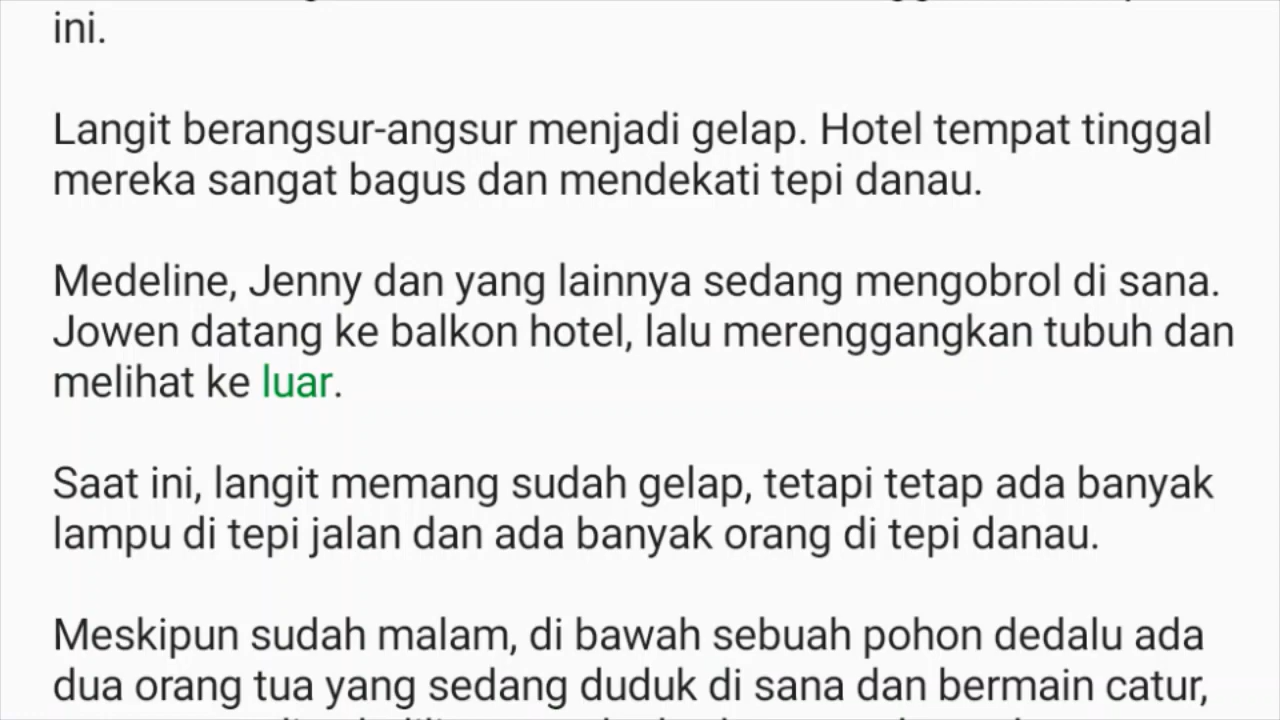 ini.
Langit berangsur-angsur menjadi gelap. Hotel tempat tinggal
mereka sangat bagus dan mendekati tepi danau.
Medeline, Jenny dan yang lainnya sedang mengobrol di sana.
Jowen datang ke balkon hotel, lalu merenggangkan tubuh dan
melihat ke luar.
Saat ini, langit memang sudah gelap, tetapi tetap ada banyak
lampu di tepi jalan dan ada banyak orang di tepi danau.
Meskipun sudah malam, di bawah sebuah pohon dedalu ada
dua orang tua yang sedang duduk di sana dan bermain catur,